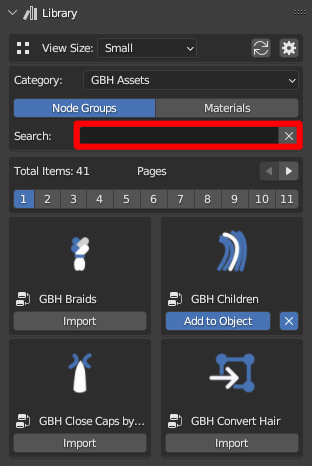 Library
View Size: Small
Category: GBH Assets
Node Groups Materials
Search:
Total Items: 41 Pages
1 2 3 4 5 6 7 8 9 10 11
GBH Braids GBH Children
Import Add to Object
GBH Close Caps by... GBH Convert Hair
Import Import